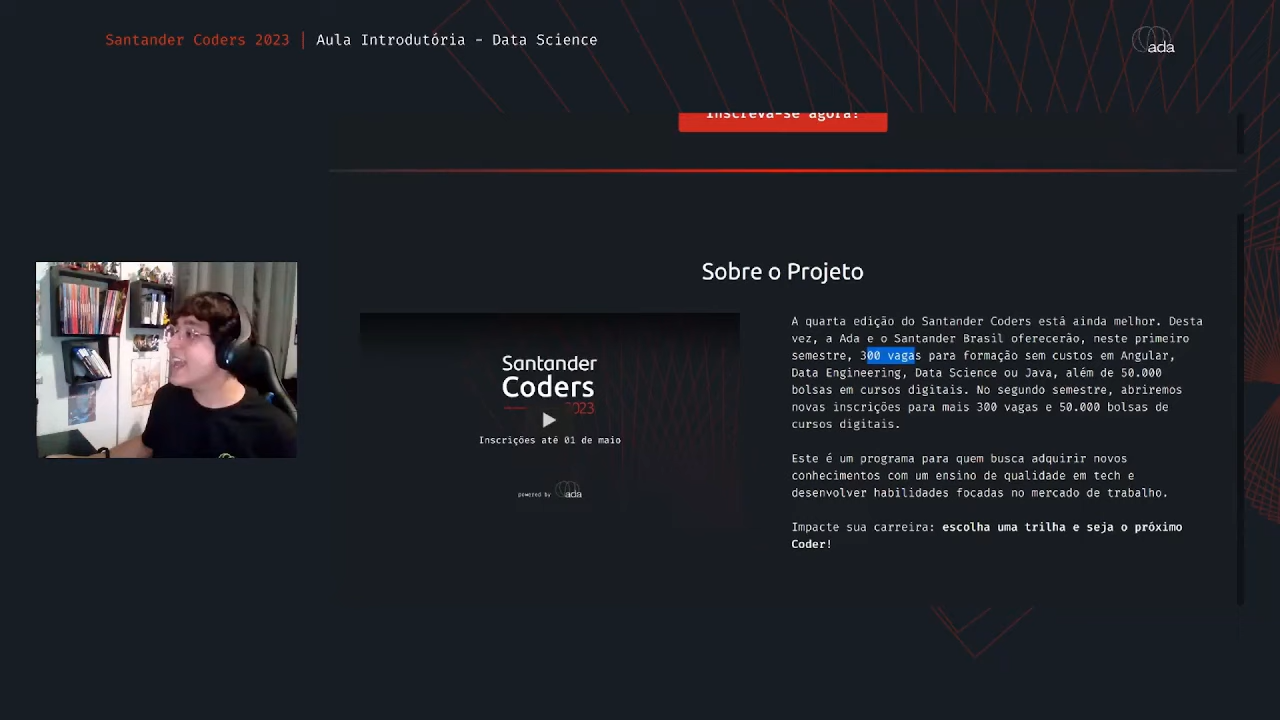 Santander Coders 2023 | Aula Introdutória - Data Science
ada
Inscreva-se agora!
Sobre o Projeto
Santander
Coders
2023
Inscrições até 01 de maio
powered by ada
A quarta edição do Santander Coders está ainda melhor. Desta
vez, a Ada e o Santander Brasil oferecerão, neste primeiro
semestre, 300 vagas para formação sem custos em Angular,
Data Engineering, Data Science ou Java, além de 50.000
bolsas em cursos digitais. No segundo semestre, abriremos
novas inscrições para mais 300 vagas e 50.000 bolsas de
cursos digitais.
Este é um programa para quem busca adquirir novos
conhecimentos com um ensino de qualidade em tech e
desenvolver habilidades focadas no mercado de trabalho.
Impacte sua carreira: escolha uma trilha e seja o próximo
Coder!